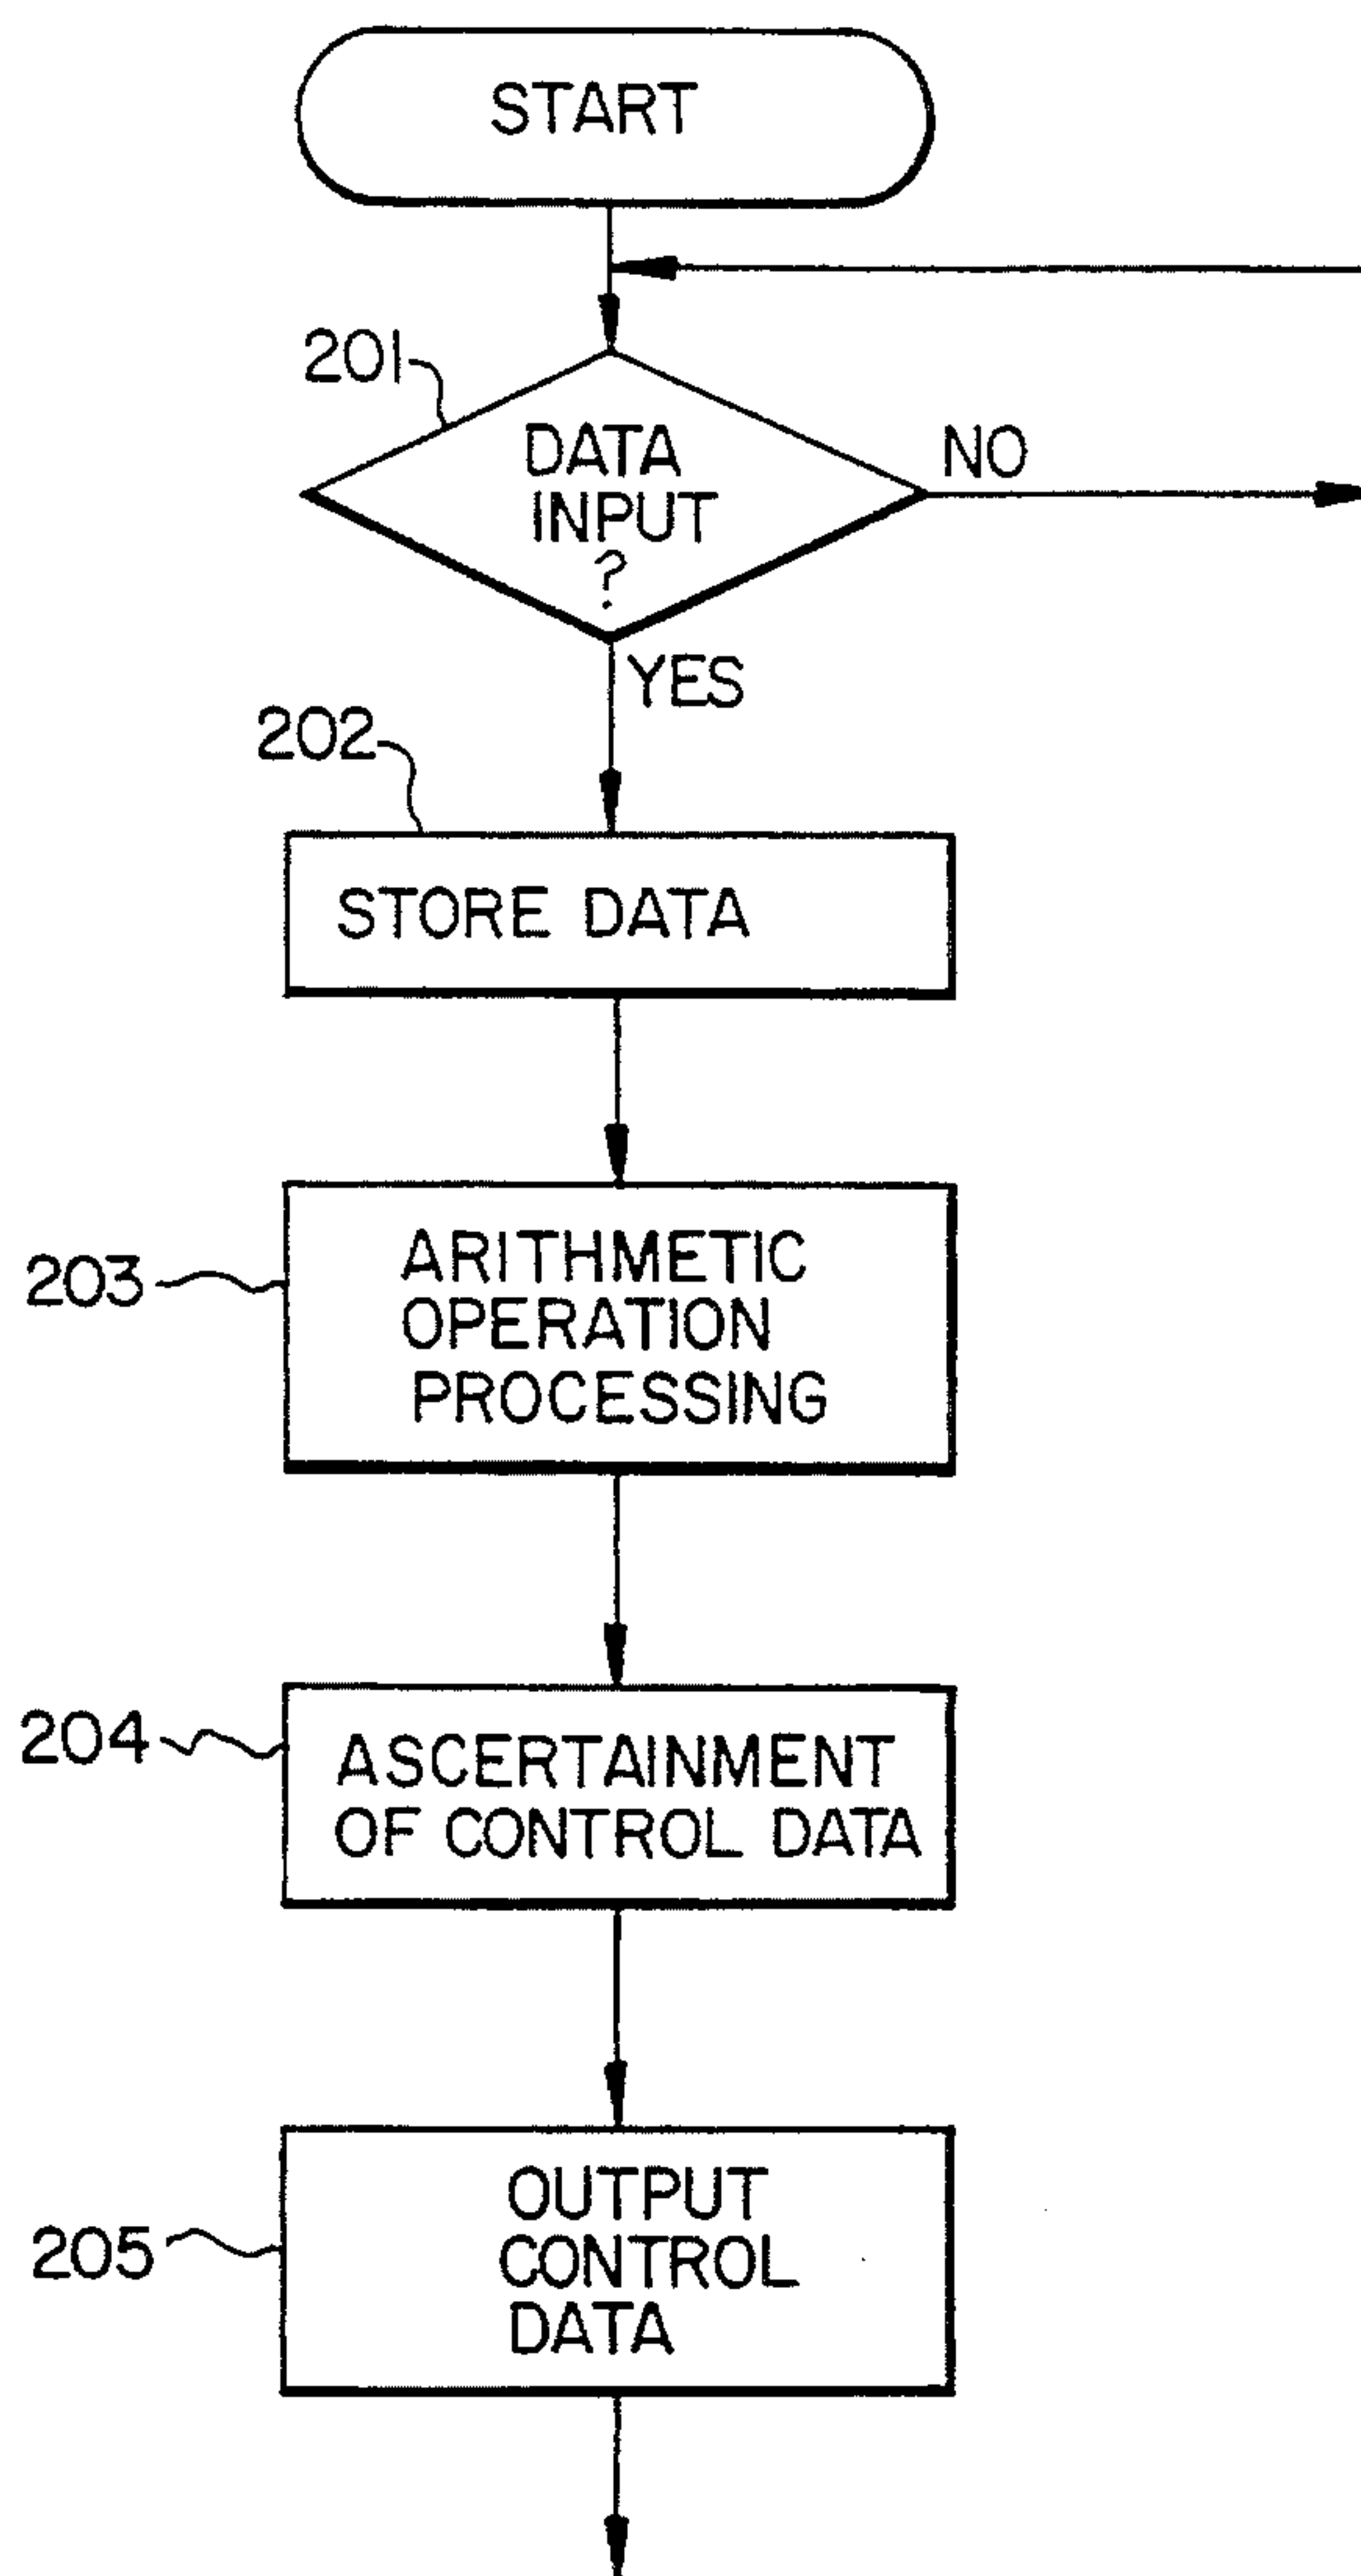 START
201
DATA
INPUT
?
NO
YES
202
STORE DATA
203
ARITHMETIC
OPERATION
PROCESSING
204
ASCERTAINMENT
OF CONTROL DATA
205
OUTPUT
CONTROL
DATA